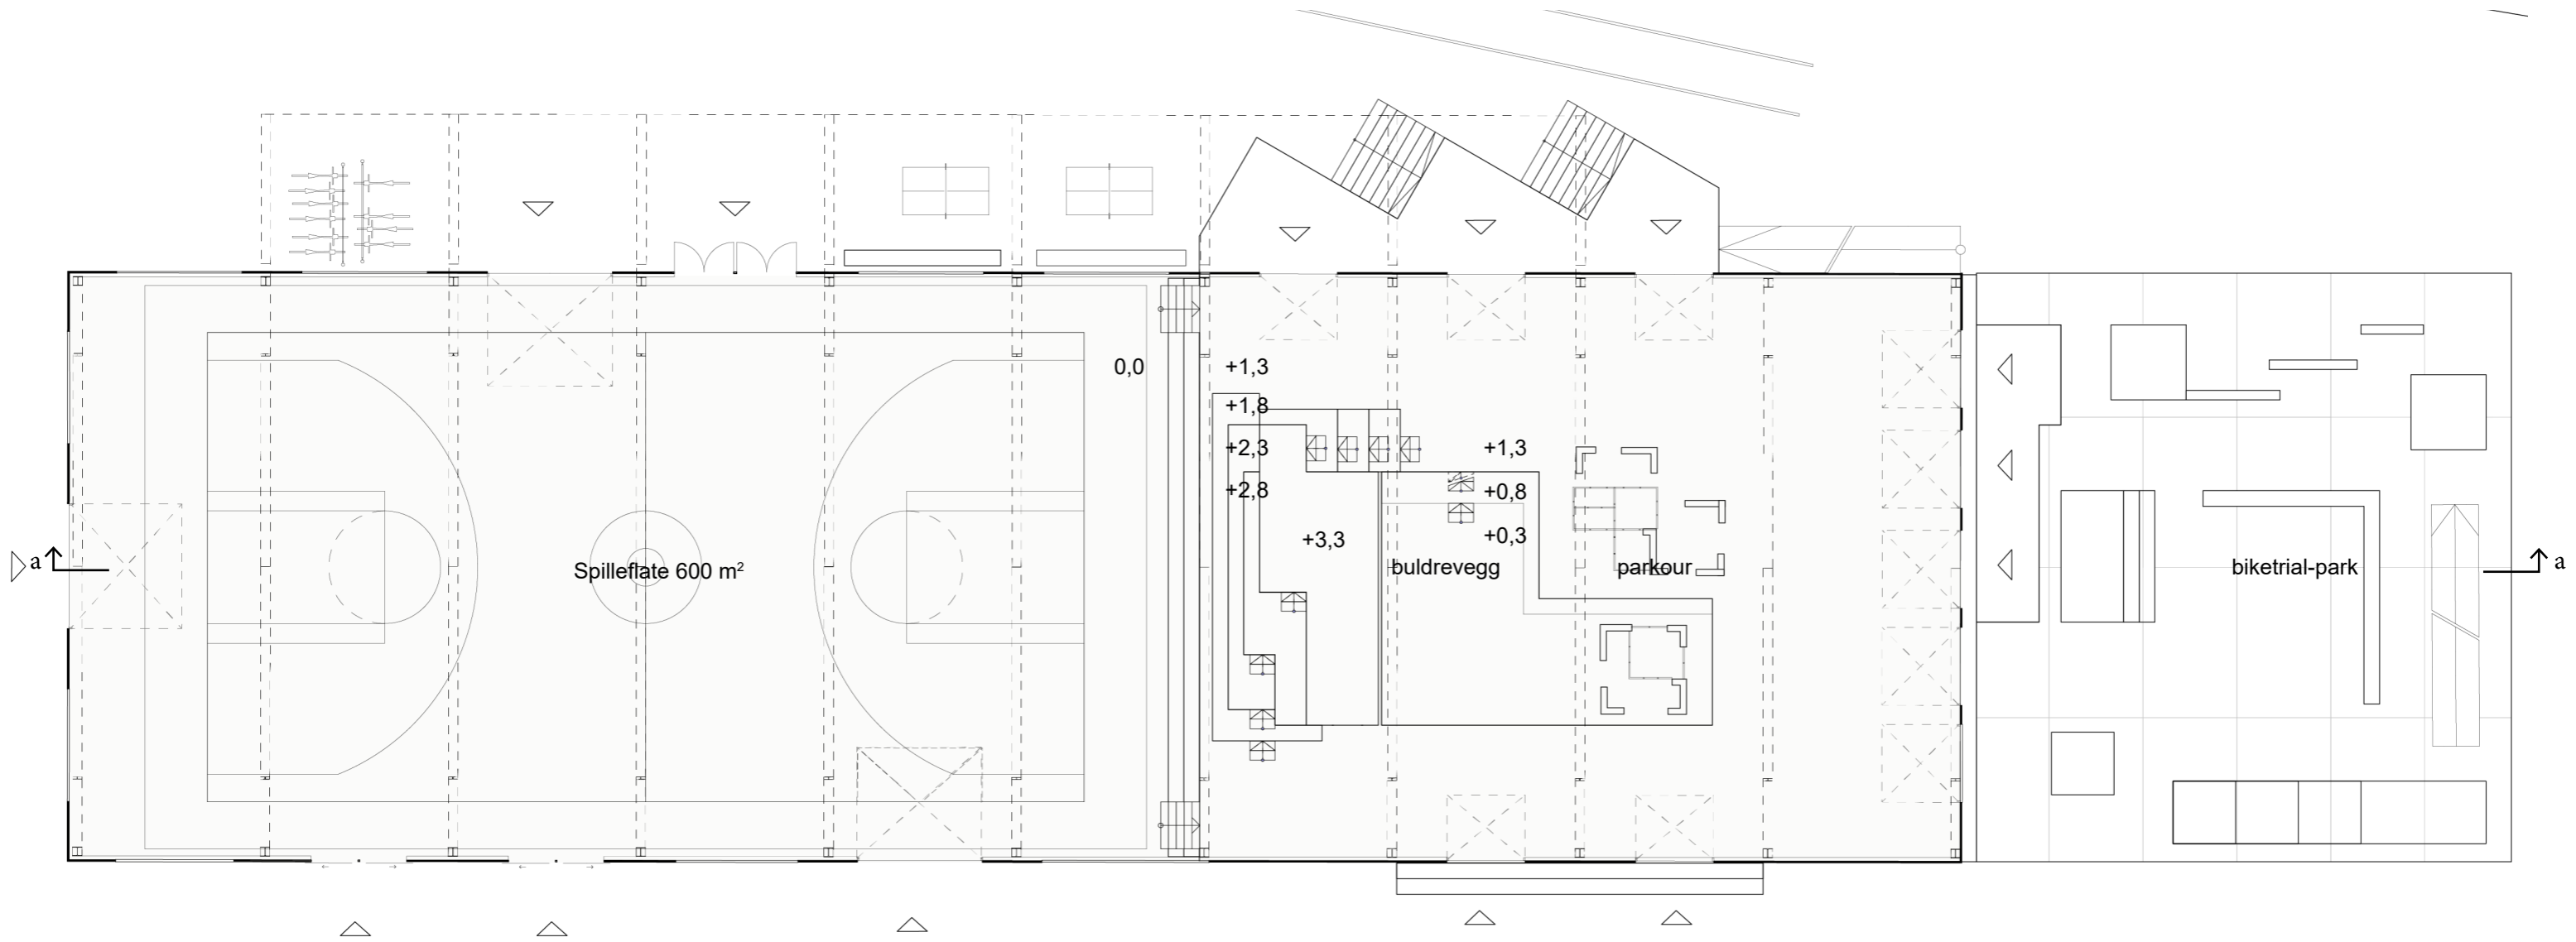 0,0
+1,3
+1,8
+2,3
+1,3
+2,8
+0,8
+3,3
+0,3
a
Spilleflate 600 m²
buldrevegg
parkour
biketrial-park
a